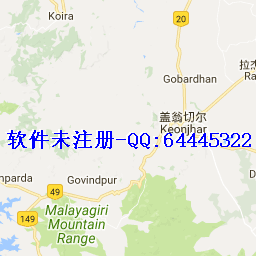 Koira
20
拉杰
Ra
Gobardhan
盖翁切尔
Keonjhar
软件未注册-QQ:64445322
D
nparda
Govindpur
49
149
Malayagiri
Mountain
Range